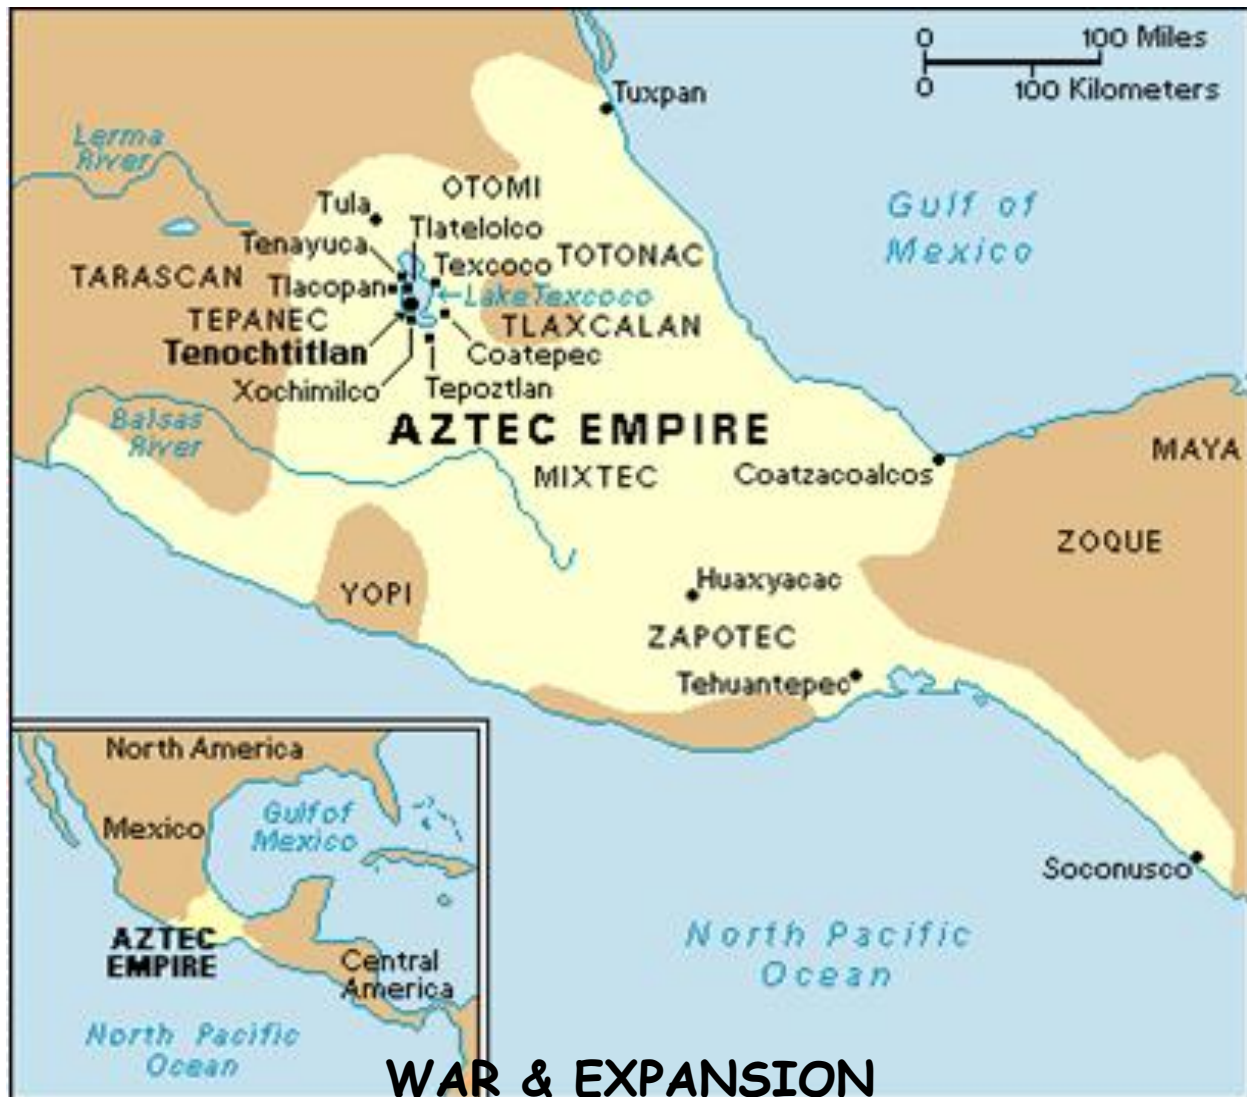 0 100 Miles
0 100 Kilometers
Tuxpan
Lerma
River
OTOMI
Gulf of
Mexico
Tula
Tlatelolco
Tenayuca
Texcoco
TOTONAC
TARASCAN
Tlacopan
←Lake Texcoco
TEPANEC
TLAXCALAN
Tenochtitlan
Coatepec
Xochimilco
Tepoztlan
Balsas
River
AZTEC EMPIRE
MIXTEC
Coatzacoalcos
MAYA
ZOQUE
YOPI
Huaxyacac
ZAPOTEC
Tehuantepec
Soconusco
North Pacific
Ocean
North America
Mexico
Gulf of
Mexico
AZTEC
EMPIRE
Central
America
North Pacific
Ocean
WAR & EXPANSION